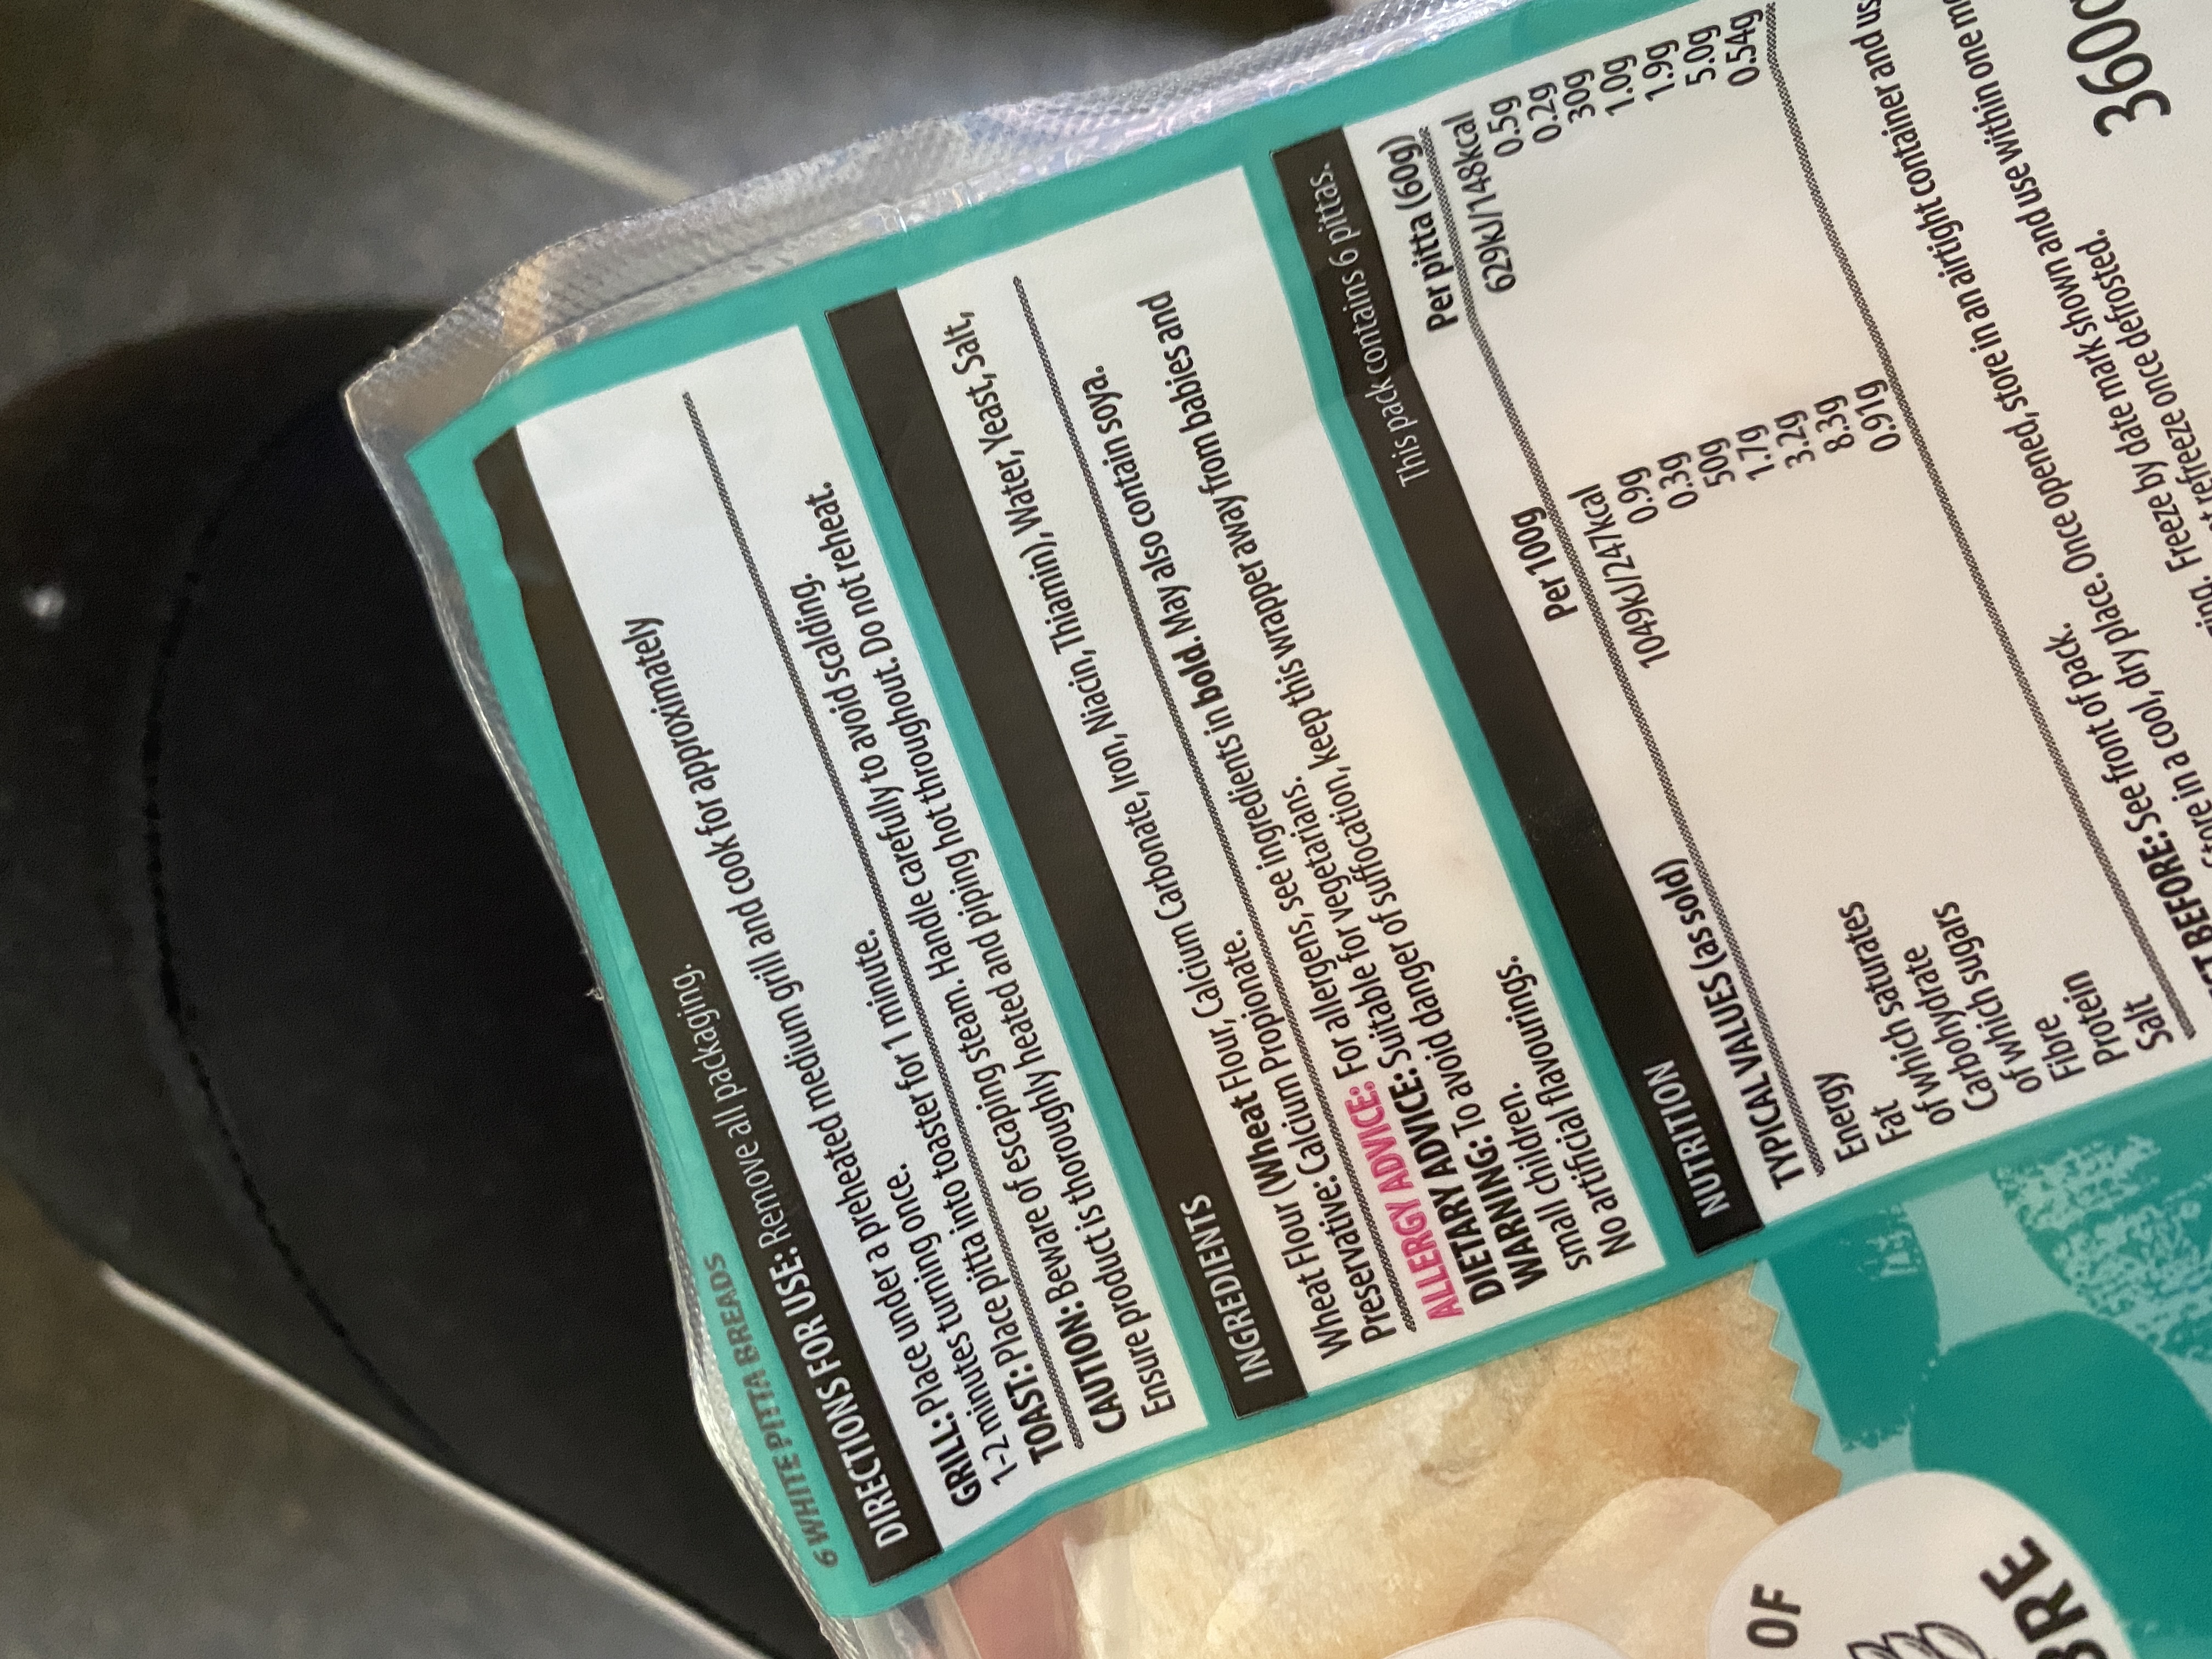 6 WHITE PITTA BREADS
DIRECTIONS FOR USE: Remove all packaging.
GRILL: Place under a preheated medium grill and cook for approximately
1-2 minutes turning once.
TOAST: Place pitta into toaster for 1 minute.
CAUTION: Beware of escaping steam. Handle carefully to avoid scalding.
Ensure product is thoroughly heated and piping hot throughout. Do not reheat.
INGREDIENTS
Wheat Flour (Wheat Flour, Calcium Carbonate, Iron, Niacin, Thiamin), Water, Yeast, Salt,
Preservative: Calcium Propionate.
ALLERGY ADVICE: For allergens, see ingredients in bold. May also contain soya.
DIETARY ADVICE: Suitable for vegetarians.
WARNING: To avoid danger of suffocation, keep this wrapper away from babies and
small children.
No artificial flavourings.
NUTRITION This pack contains 6 pittas.
TYPICAL VALUES (as sold) Per 100g Per pitta (60g)
Energy 1049kJ/247kcal 629kJ/148kcal
Fat 0.9g 0.5g
of which saturates 0.3g 0.2g
Carbohydrate 50g 30g
of which sugars 1.7g 1.0g
Fibre 3.2g 1.9g
Protein 8.3g 5.0g
Salt 0.91g 0.54g
BEFORE: See front of pack.
in a cool, dry place. Once opened, store in an airtight container and
Freeze by date mark shown and use within one
refreeze once defrosted.
360g
OF